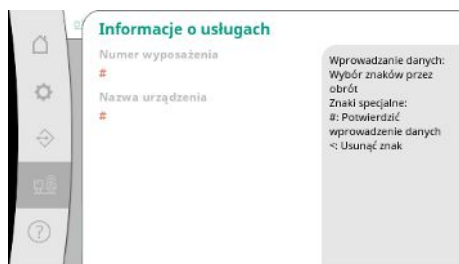 Informacje o usługach
Numer wyposażenia
#
Nazwa urządzenia
#
Wprowadzanie danych:
Wybór znaków przez
obrót
Znaki specjalne:
#: Potwierdzić
wprowadzenie danych
<: Usunąć znak
?